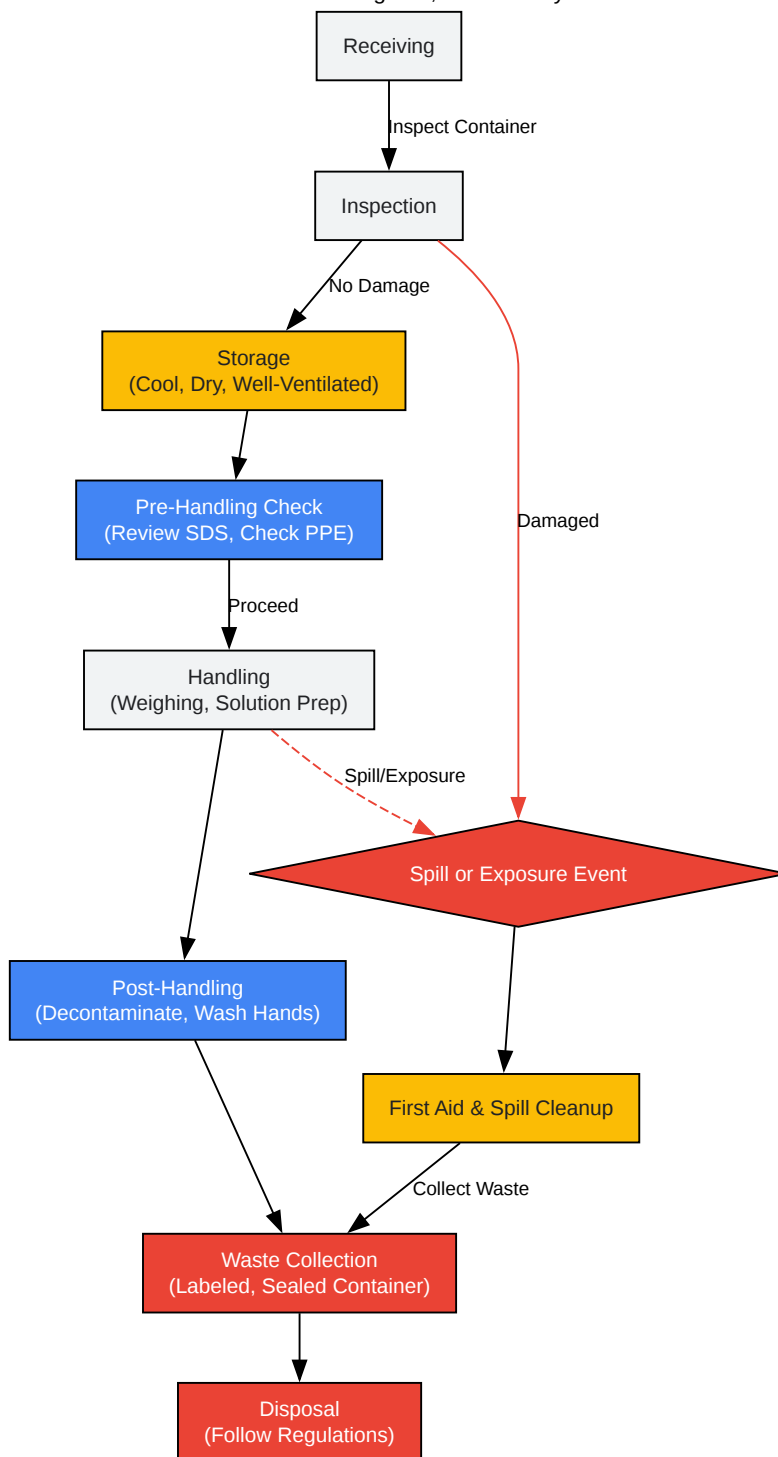 Receiving
Inspect Container
Inspection
No Damage
Storage
(Cool, Dry, Well-Ventilated)
Pre-Handling Check
(Review SDS, Check PPE)
Damaged
Proceed
Handling
(Weighing, Solution Prep)
Spill/Exposure
Spill or Exposure Event
Post-Handling
(Decontaminate, Wash Hands)
First Aid & Spill Cleanup
Collect Waste
Waste Collection
(Labeled, Sealed Container)
Disposal
(Follow Regulations)